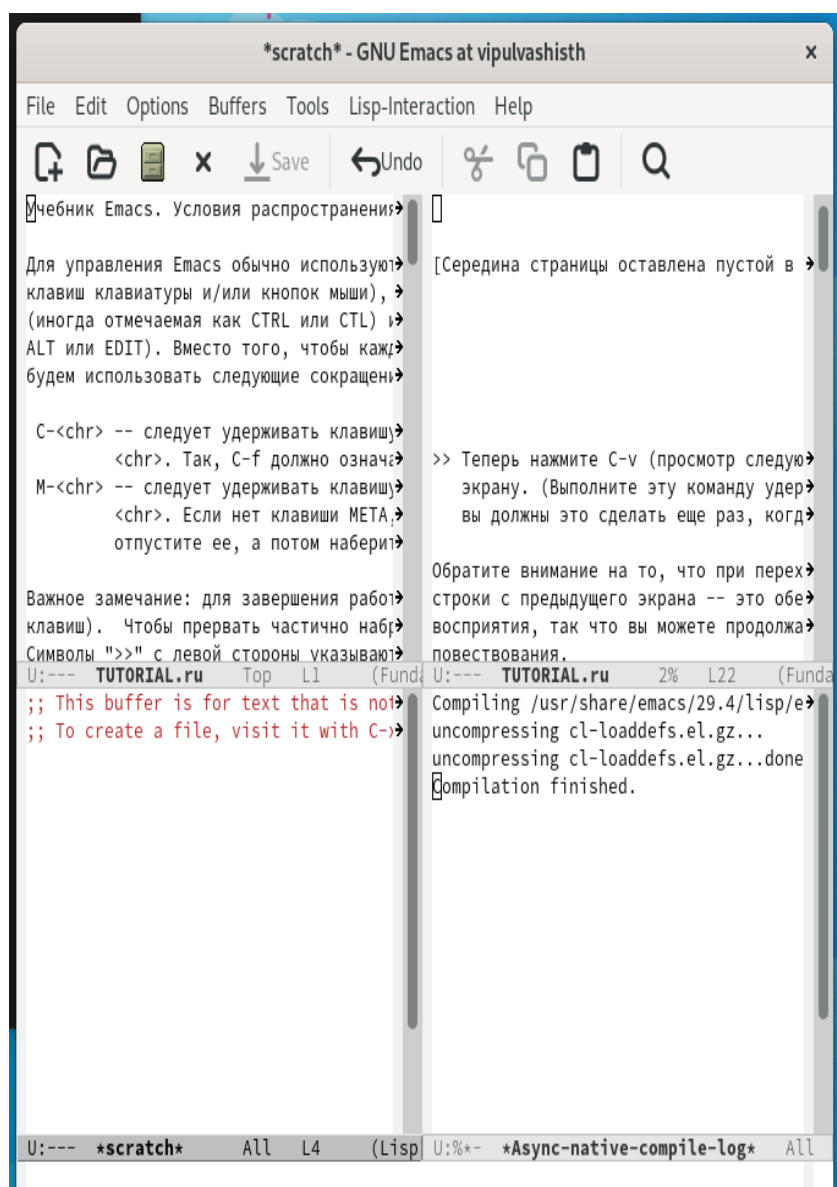 *scratch* - GNU Emacs at vipulvashisth
File Edit Options Buffers Tools Lisp-Interaction Help
Save Undo
Учебник Emacs. Условия распространения
Для управления Emacs обычно используют
клавиш клавиатуры и/или кнопок мыши),
(иногда отмечаемая как CTRL или CTL) и
ALT или EDIT). Вместо того, чтобы кажд
будем использовать следующие сокращени
C-<chr> -- следует удерживать клавишу
<chr>. Так, C-f должно означа
M-<chr> -- следует удерживать клавишу
<chr>. Если нет клавиши META,
отпустите ее, а потом наберит
Важное замечание: для завершения работ
клавиш). Чтобы прервать частично набр
Символы ">>" с левой стороны указывают
U:--- TUTORIAL.ru Top L1 (Funda
[Середина страницы оставлена пустой в
>> Теперь нажмите C-v (просмотр следую
экрану. (Выполните эту команду удер
вы должны это сделать еще раз, когд
Обратите внимание на то, что при перех
строки с предыдущего экрана -- это обе
восприятия, так что вы можете продолжа
повествования.
U:--- TUTORIAL.ru 2% L22 (Funda
;; This buffer is for text that is not
;; To create a file, visit it with C-x
U:--- *scratch* All L4 (Lisp
Compiling /usr/share/emacs/29.4/lisp/e
uncompressing cl-loaddefs.el.gz...
uncompressing cl-loaddefs.el.gz...done
Compilation finished.
U:%*- *Async-native-compile-log* All